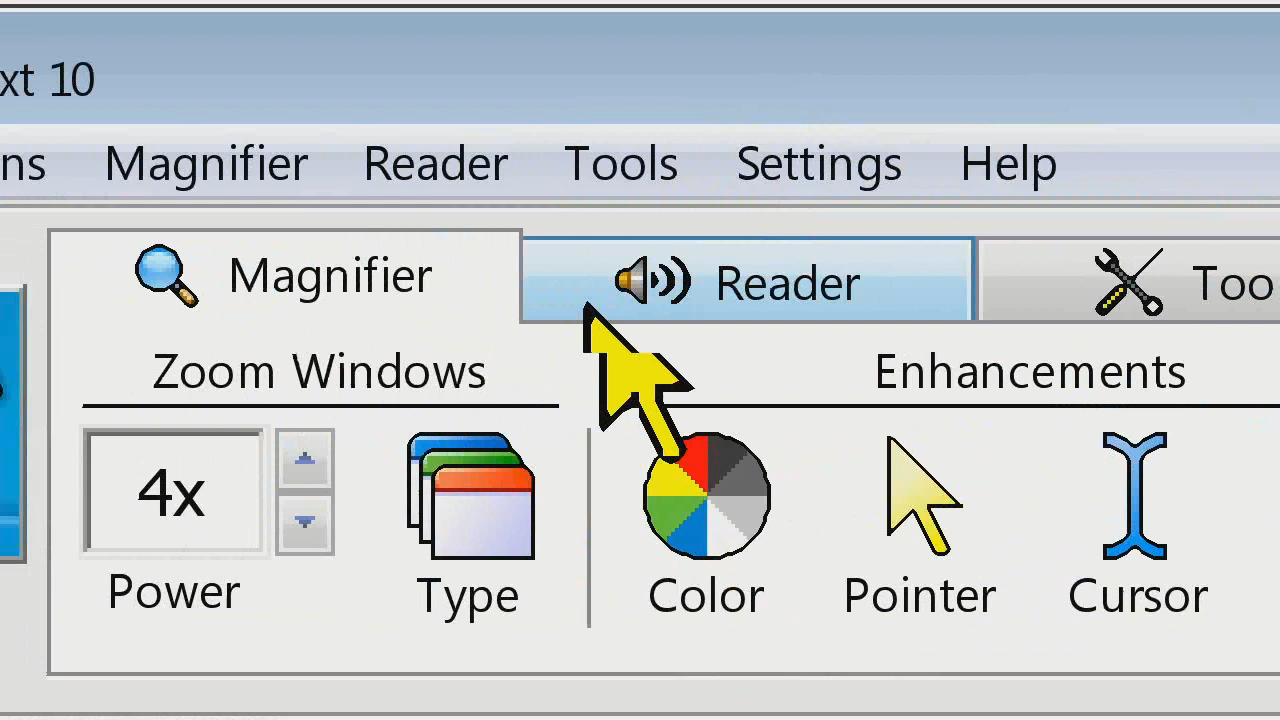 xt 10
ns Magnifier Reader Tools Settings Help
Magnifier Reader Too
Zoom Windows Enhancements
4x
Power Type Color Pointer Cursor